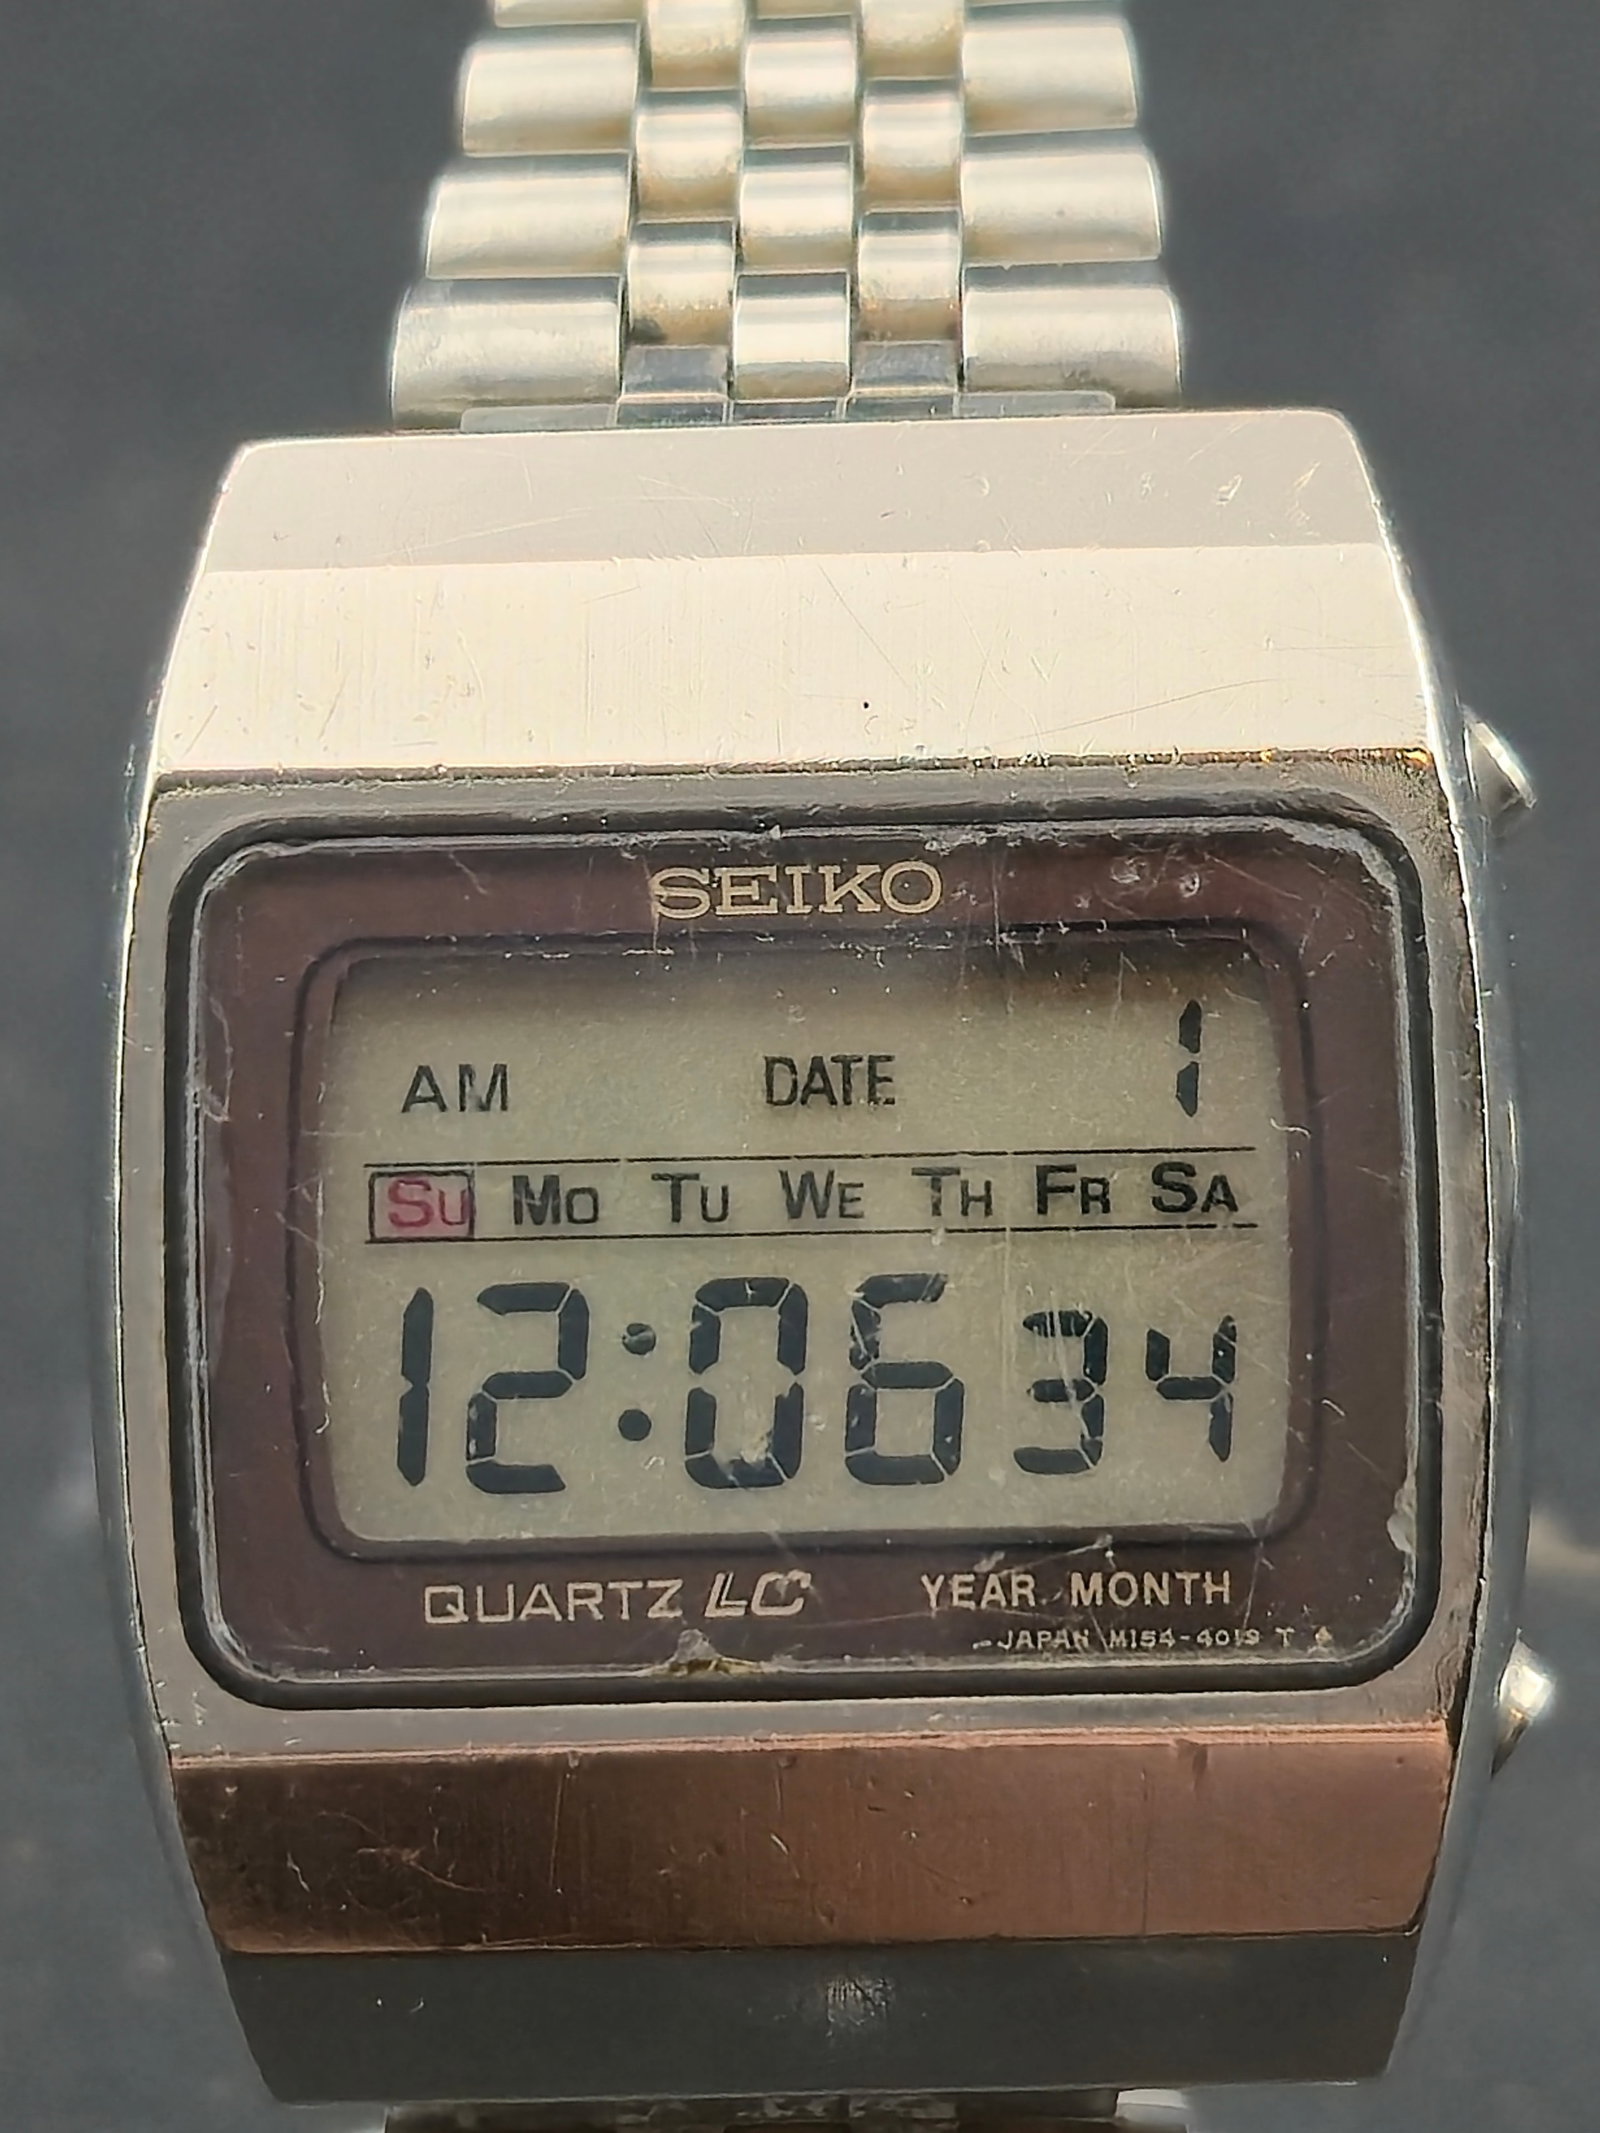 SEIKO
AM DATE 1
SU MO TU WE TH FR SA
12:06 34
QUARTZ LC YEAR MONTH
JAPAN M154-4019 T